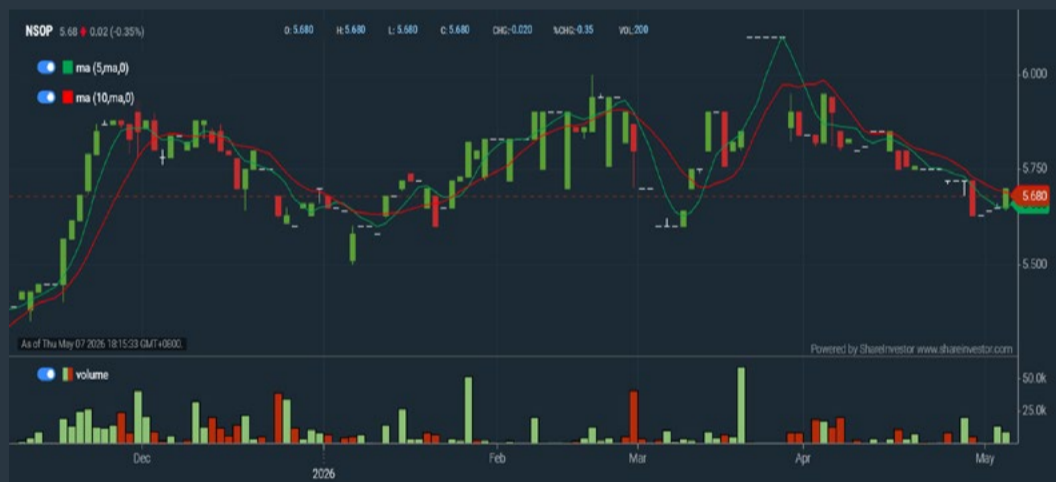 NSOP 5.68 0.02 (-0.35%) O: 5.680 H: 5.680 L: 5.680 C: 5.680 CHG:-0.020 %CHG:-0.35 VOL:200
ma (5,ma,0)
ma (10,ma,0)
6.000
5.750
5.680
5.500
As of Thu May 07 2026 18:15:33 GMT+0800.
Powered by ShareInvestor www.shareinvestor.com
volume
50.0k
25.0k
Dec Feb Mar Apr May
2026